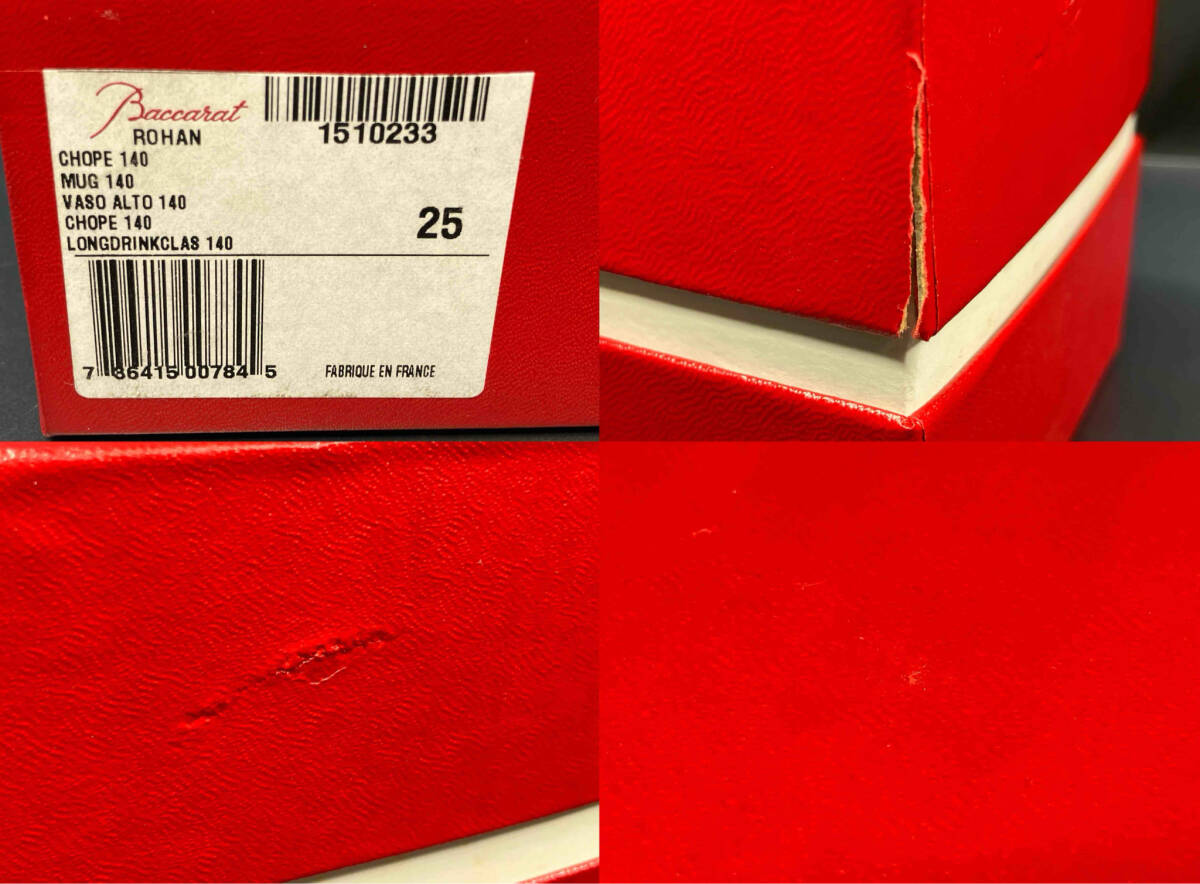 Baccarat
ROHAN
1510233
CHOPE 140
MUG 140
VASO ALTO 140
CHOPE 140
LONGDRINKCLAS 140
25
7 36415 00784 5
FABRIQUE EN FRANCE